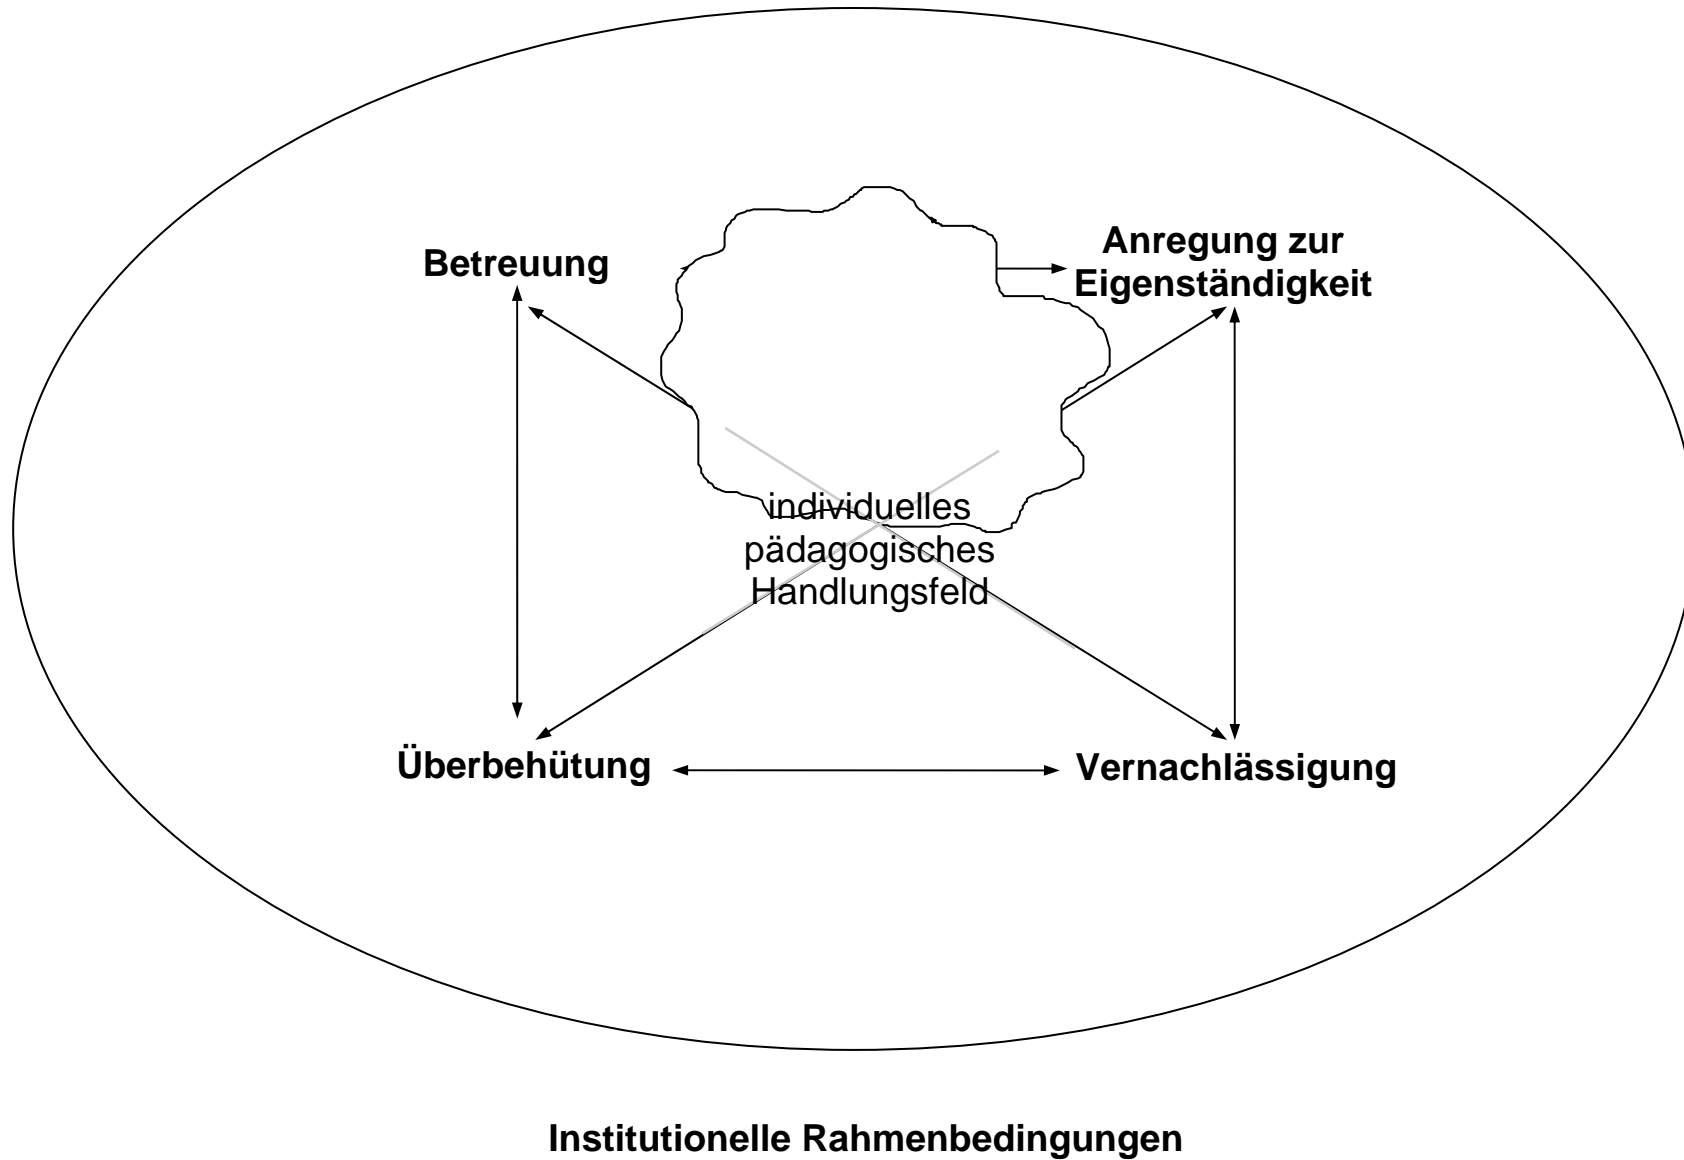 Betreuung
Anregung zur
Eigenständigkeit
individuelles
pädagogisches
Handlungsfeld
Überbehütung
Vernachlässigung
Institutionelle Rahmenbedingungen